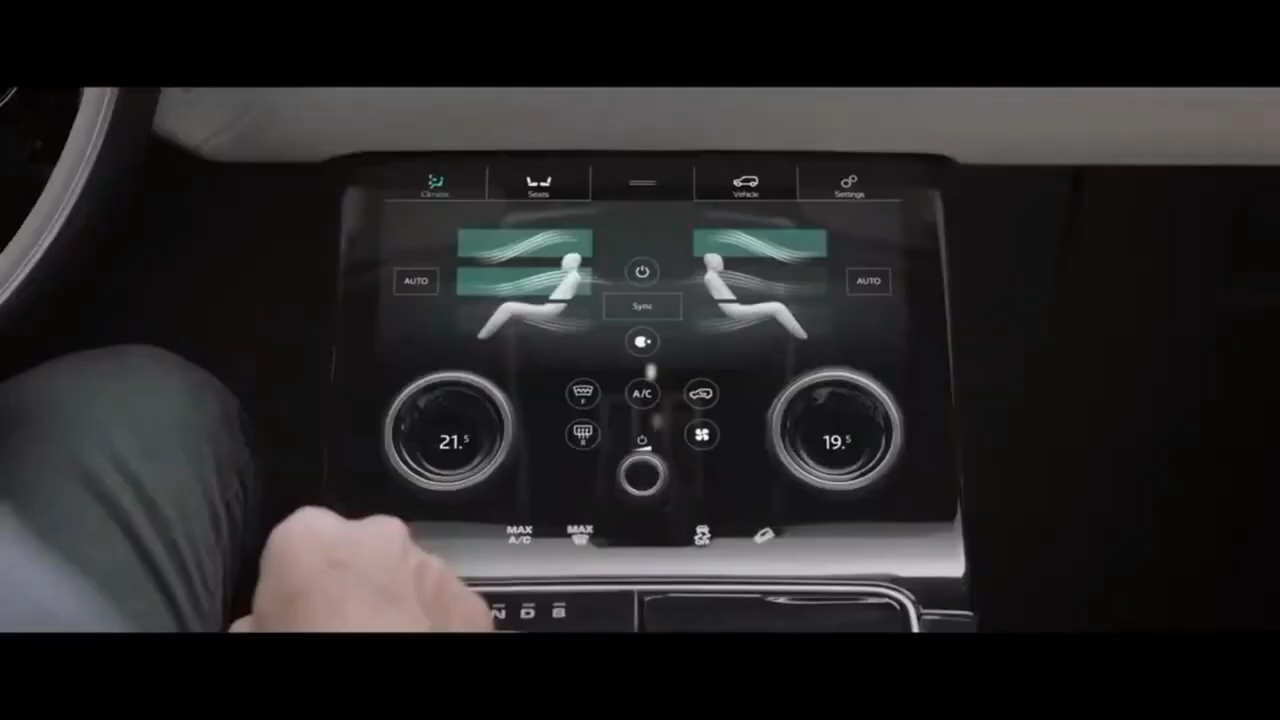 Climate
Seats
Vehicle
Settings
AUTO
AUTO
Sync
F
A/C
21.5
19.5
R
MAX
A/C
MAX
N D S